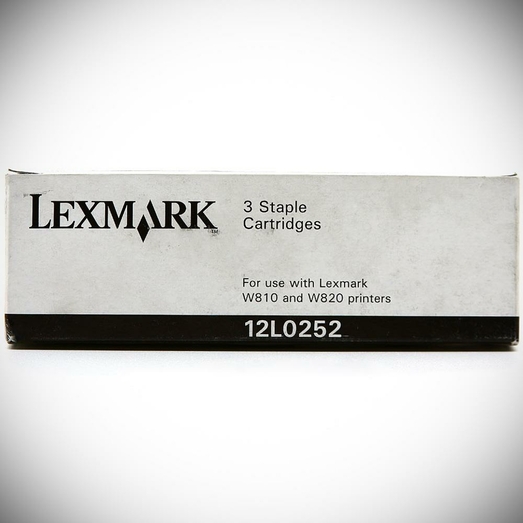 LEXMARK
3 Staple
Cartridges
For use with Lexmark
W810 and W820 printers
12L0252